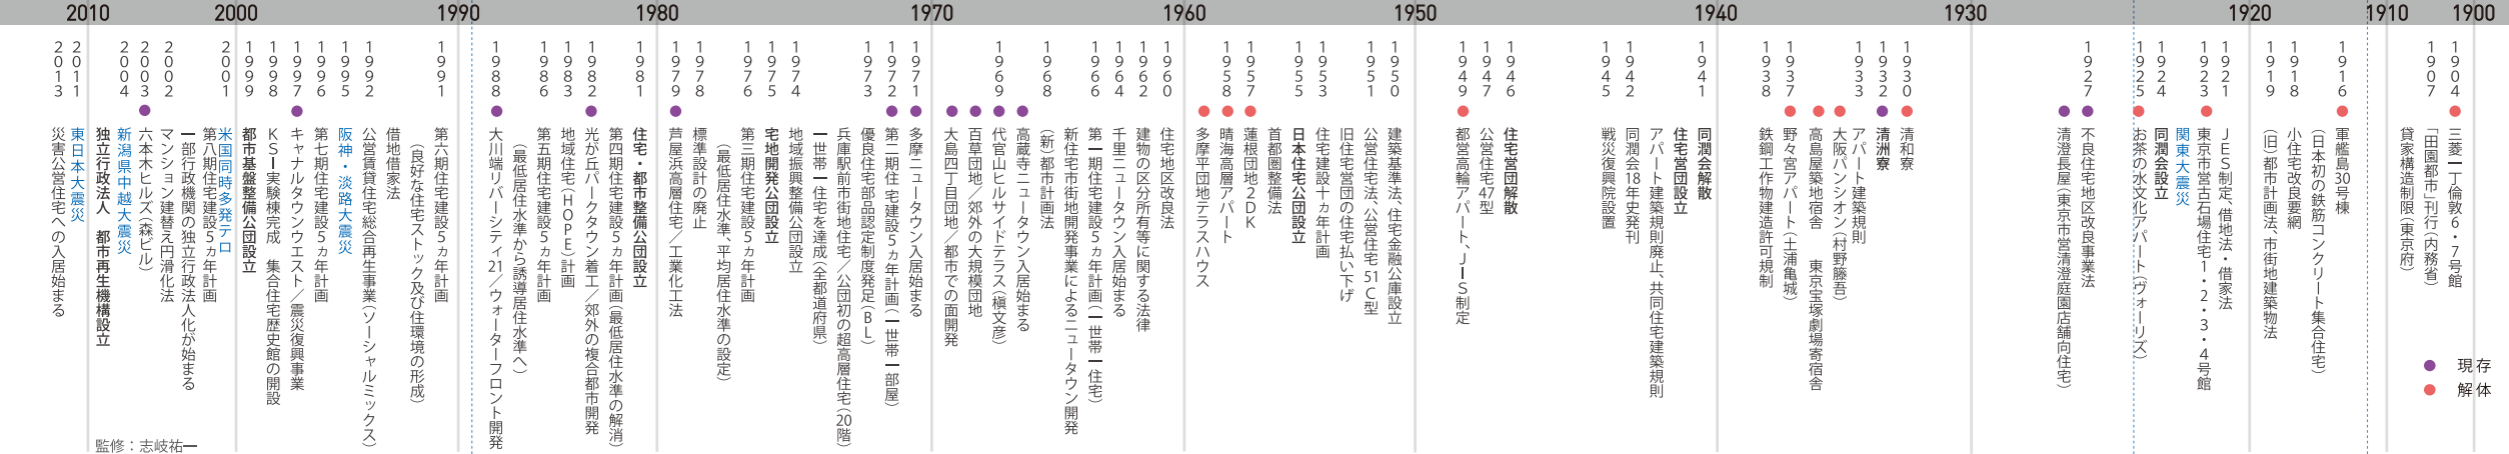 1900
1904
三菱一丁倫敦6・7号館
1907
「田園都市」刊行（内務省）
貸家構造制限（東京府）
1910
1916
軍艦島30号棟
（日本初の鉄筋コンクリート集合住宅）
1918
小住宅改良要綱
1919
（旧）都市計画法、市街地建築物法
1920
1921
JES制定、借地法・借家法
1923
東京市営古石場住宅1・2・3・4号館
関東大震災
1924
同潤会設立
1925
お茶の水文化アパート（ヴォーリズ）
1927
不良住宅地区改良事業法
清澄長屋（東京市営清澄庭園店舗向住宅）
1930
1930
清和寮
1932
清洲寮
1933
アパート建築規則
大阪パンシオン（村野籐吾）
高島屋築地宿舎　東京宝塚劇場寄宿舎
1937
野々宮アパート（土浦亀城）
1938
鉄鋼工作物建造許可規制
1940
1941
同潤会解散
住宅営団設立
アパート建築規則廃止、共同住宅建築規則
1942
同潤会18年史発刊
1945
戦災復興院設置
1946
住宅営団解散
1947
公営住宅47型
1949
都営高輪アパート、JIS制定
1950
1950
建築基準法、住宅金融公庫設立
1951
公営住宅法、公営住宅51C型
旧住宅営団の住宅払い下げ
1953
住宅建設十ヵ年計画
1955
日本住宅公団設立
首都圏整備法
1957
蓮根団地2DK
1958
晴海高層アパート
多摩平団地テラスハウス
1960
1960
住宅地区改良法
1962
建物の区分所有等に関する法律
1964
千里ニュータウン入居始まる
1966
第一期住宅建設5ヵ年計画（一世帯一住宅）
新住宅市街地開発事業によるニュータウン開発
1968
（新）都市計画法
高蔵寺ニュータウン入居始まる
1969
代官山ヒルサイドテラス（槇文彦）
百草団地／郊外の大規模団地
大島四丁目団地／都市での面開発
1970
1971
多摩ニュータウン入居始まる
1972
第二期住宅建設5ヵ年計画（一世帯一部屋）
1973
優良住宅部品認定制度発足（BL）
兵庫駅前市街地住宅／公団初の超高層住宅（20階）
一世帯一住宅を達成（全都道府県）
1974
地域振興整備公団設立
1975
宅地開発公団設立
1976
第三期住宅建設5ヵ年計画
（最低居住水準、平均居住水準の設定）
1978
標準設計の廃止
1979
芦屋浜高層住宅／工業化工法
1980
1981
住宅・都市整備公団設立
第四期住宅建設5ヵ年計画（最低居住水準の解消）
1982
光が丘パークタウン着工／郊外の複合都市開発
1983
地域住宅（HOPE）計画
1986
第五期住宅建設5ヵ年計画
（最低居住水準から誘導居住水準へ）
1988
大川端リバーシティ21／ウォーターフロント開発
1990
1991
第六期住宅建設5ヵ年計画
（良好な住宅ストック及び住環境の形成）
借地借家法
1992
公営賃貸住宅総合再生事業（ソーシャルミックス）
1995
阪神・淡路大震災
1996
第七期住宅建設5ヵ年計画
1997
キャナルタウンウエスト／震災復興事業
1998
KSI実験棟完成　集合住宅歴史館の開設
1999
都市基盤整備公団設立
2000
2001
米国同時多発テロ
第八期住宅建設5ヵ年計画
一部行政機関の独立行政法人化が始まる
2002
マンション建替え円滑化法
2003
六本木ヒルズ（森ビル）
2004
新潟県中越大震災
独立行政法人　都市再生機構設立
2010
2011
東日本大震災
2013
災害公営住宅への入居始まる
現存
解体
監修：志岐祐一